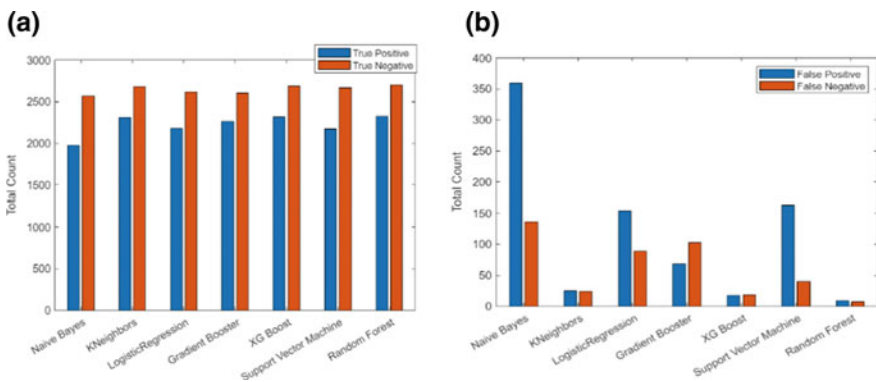 (a)
True Positive
True Negative
Total Count
3000
2500
2000
1500
1000
500
0
Naive Bayes
KNeighbors
LogisticRegression
Gradient Booster
XG Boost
Support Vector Machine
Random Forest
(b)
False Positive
False Negative
Total Count
400
350
300
250
200
150
100
50
0
Naive Bayes
KNeighbors
LogisticRegression
Gradient Booster
XG Boost
Support Vector Machine
Random Forest